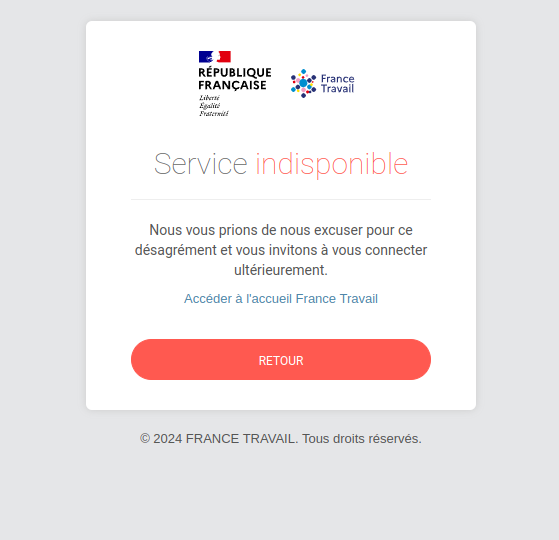 RÉPUBLIQUE
FRANÇAISE
Liberté
Égalité
Fraternité
France
Travail
Service indisponible
Nous vous prions de nous excuser pour ce
désagrément et vous invitons à vous connecter
ultérieurement.
Accéder à l'accueil France Travail
RETOUR
© 2024 FRANCE TRAVAIL. Tous droits réservés.